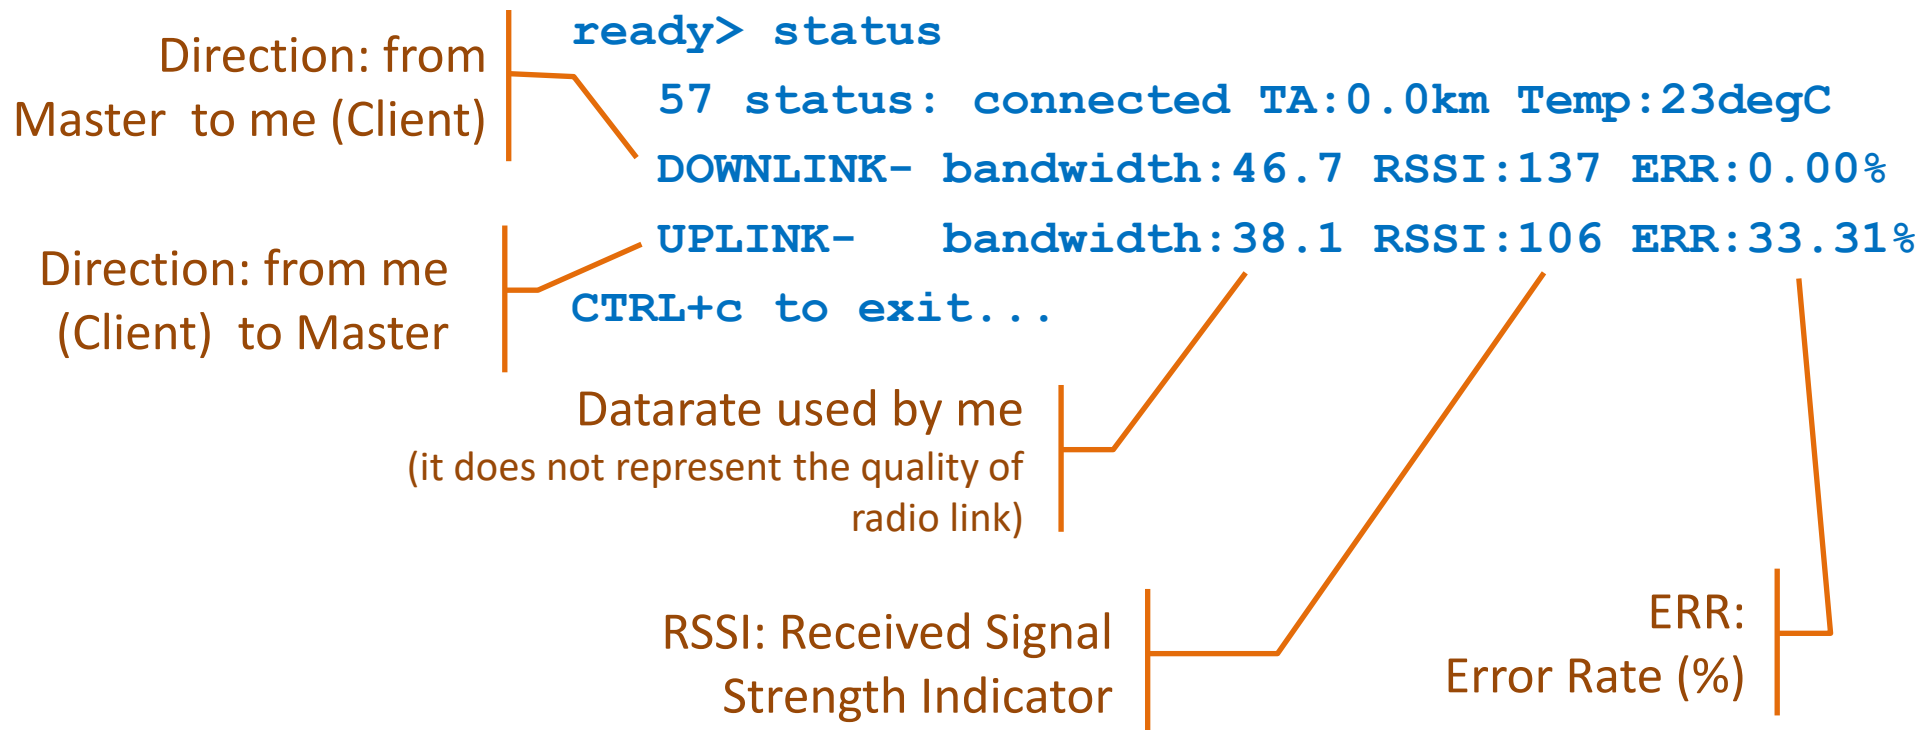 ready> status
57 status: connected TA:0.0km Temp:23degC
DOWNLINK- bandwidth:46.7 RSSI:137 ERR:0.00%
UPLINK- bandwidth:38.1 RSSI:106 ERR:33.31%
CTRL+c to exit...
Direction: from
Master to me (Client)
Direction: from me
(Client) to Master
Datarate used by me
(it does not represent the quality of
radio link)
RSSI: Received Signal
Strength Indicator
ERR:
Error Rate (%)